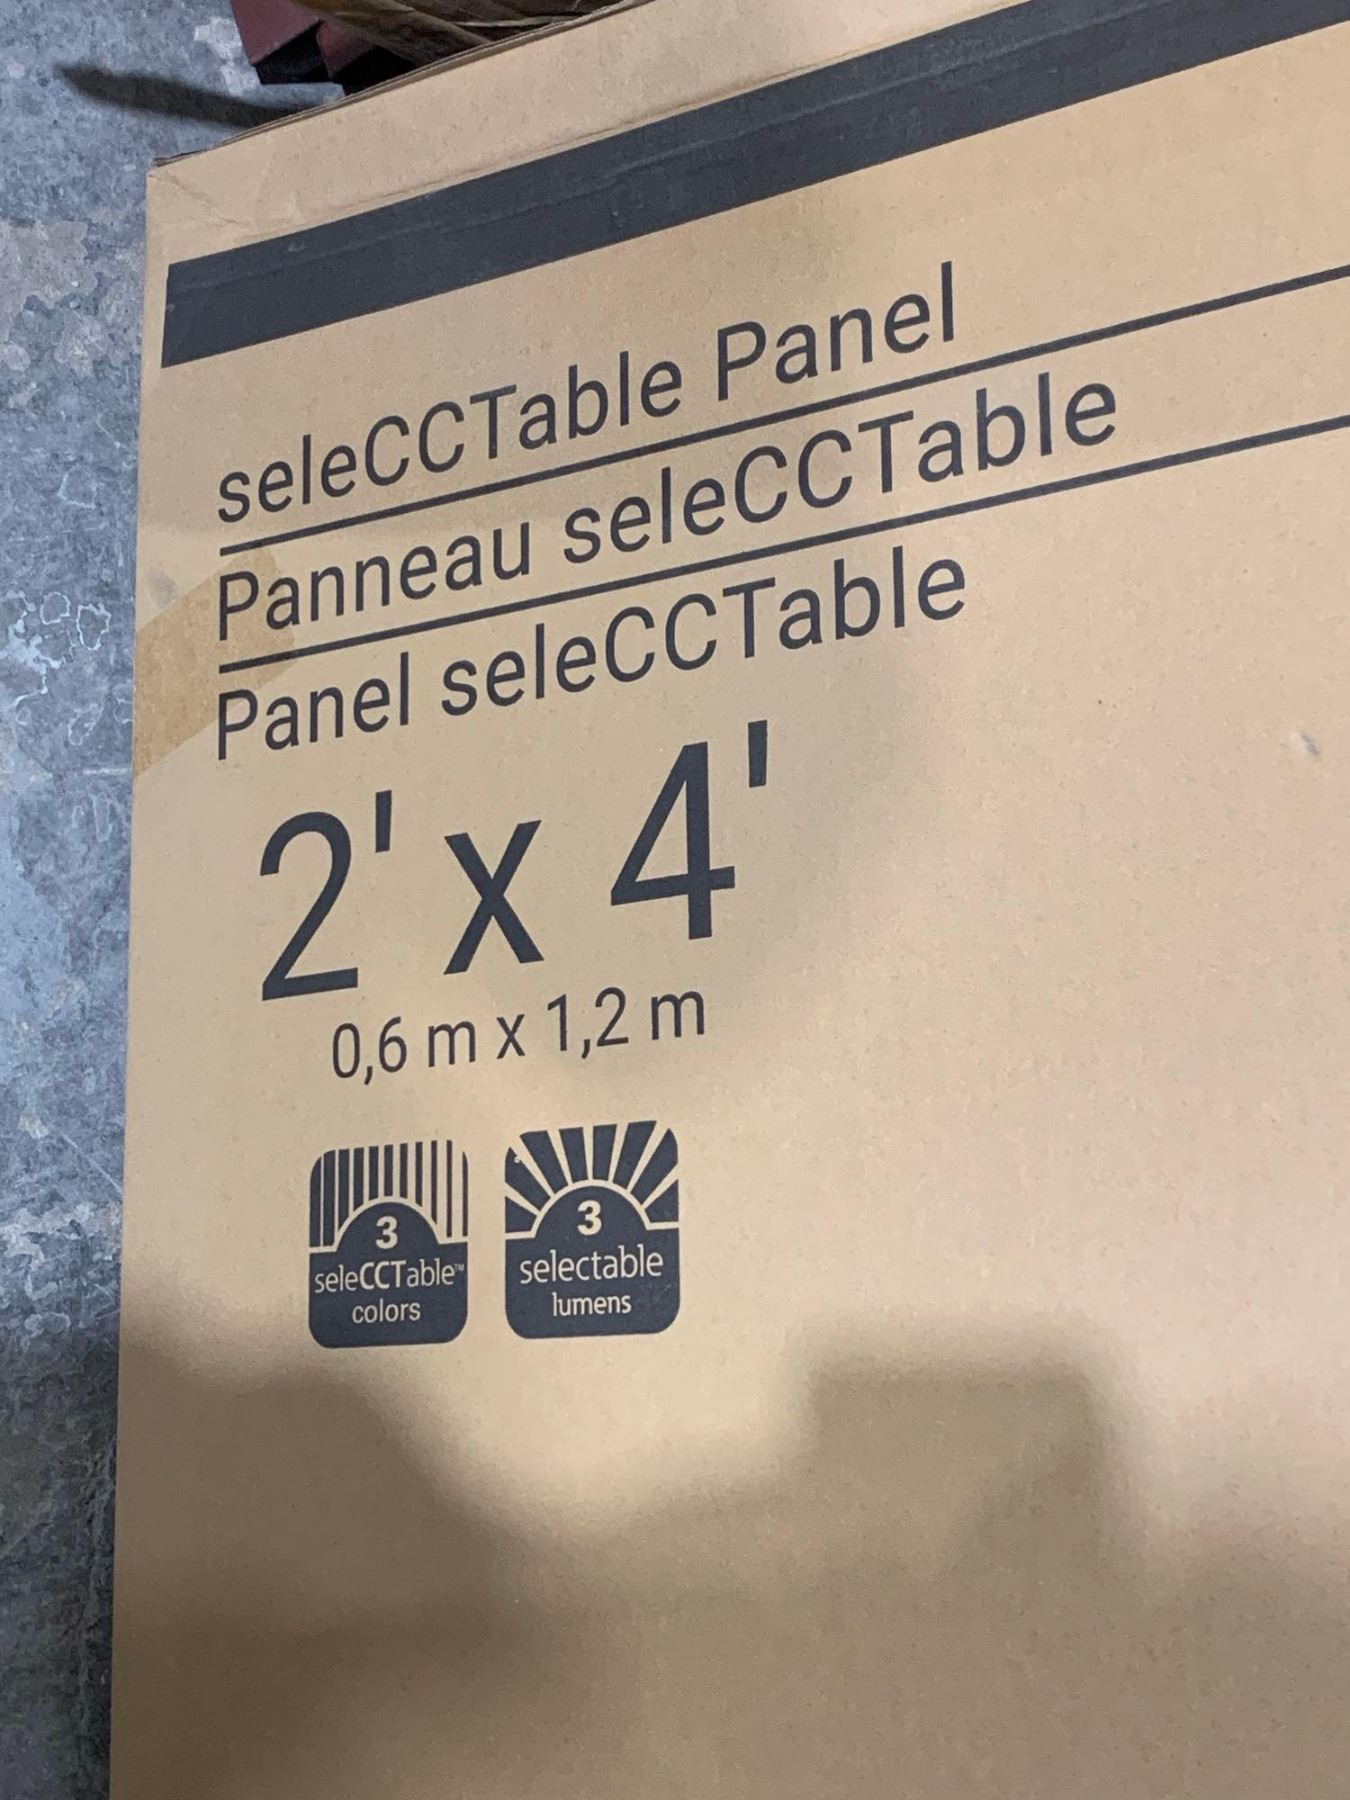 seleCCTable Panel
Panneau seleCCTable
Panel seleCCTable
2' x 4'
0,6 m x 1,2 m
3
seleCCTable™
colors
3
selectable
lumens